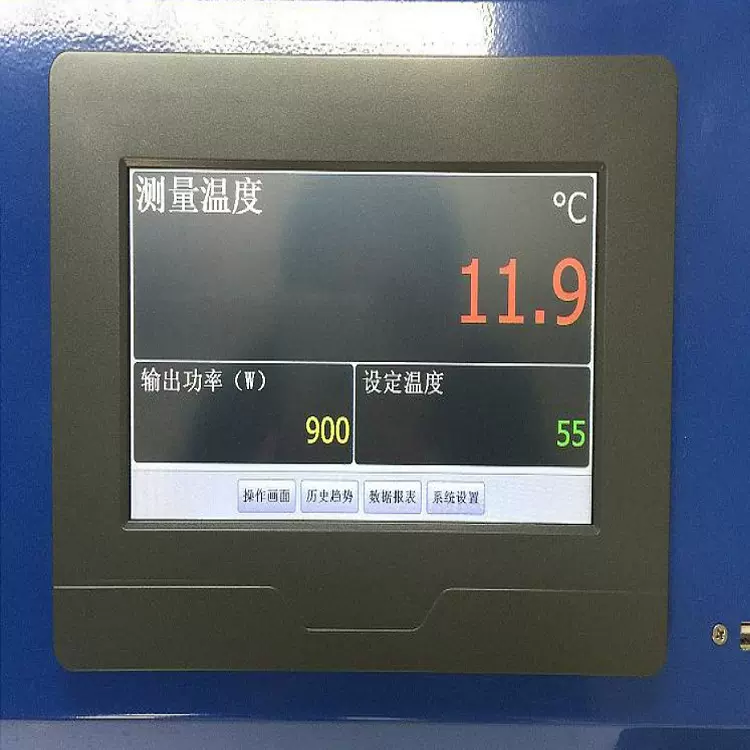 测量温度
℃
11.9
输出功率（W）
900
设定温度
55
操作画面 历史趋势 数据报表 系统设置